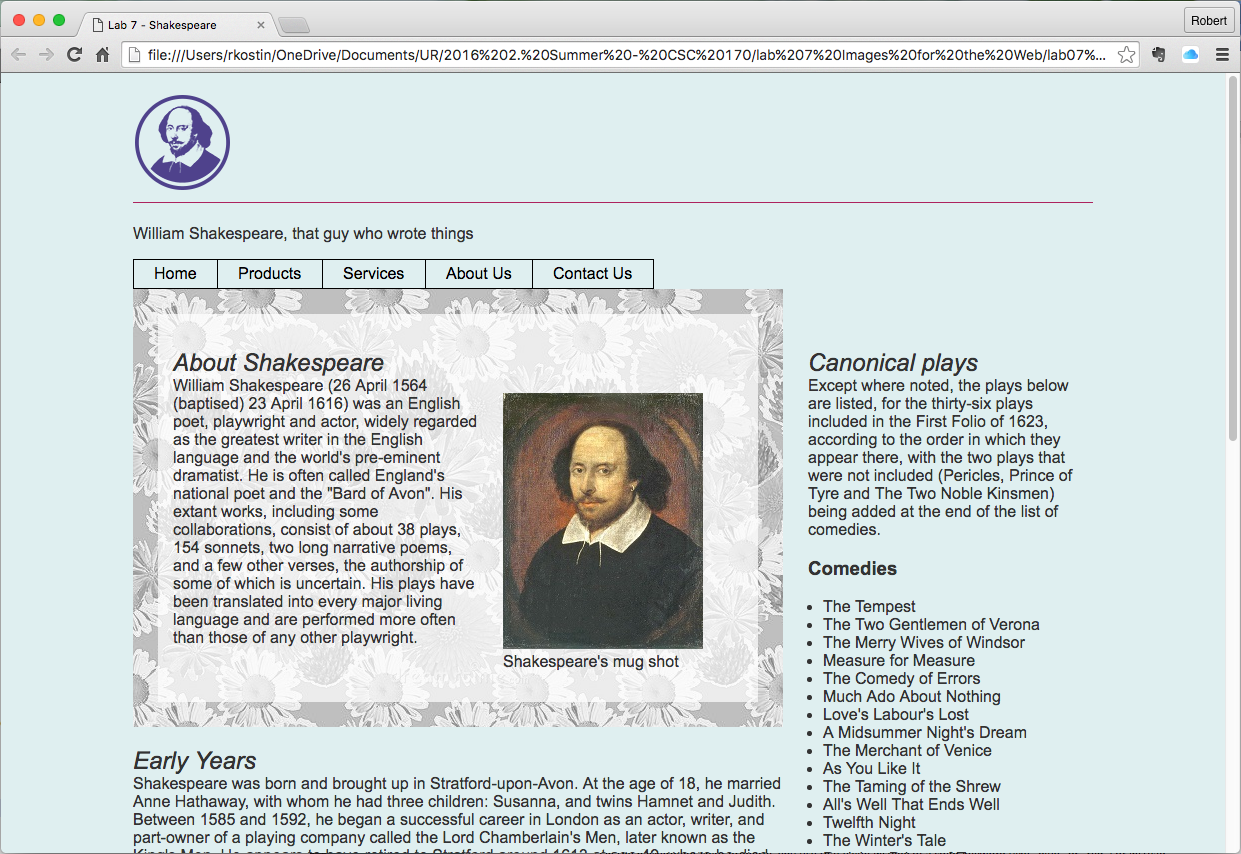 Lab 7 - Shakespeare
Robert
file:///Users/rkostin/OneDrive/Documents/UR/2016%202.%20Summer%20-%20CSC%20170/lab%207%20Images%20for%20the%20Web/lab07%...
William Shakespeare, that guy who wrote things
Home
Products
Services
About Us
Contact Us
About Shakespeare
William Shakespeare (26 April 1564
(baptised) 23 April 1616) was an English
poet, playwright and actor, widely regarded
as the greatest writer in the English
language and the world's pre-eminent
dramatist. He is often called England's
national poet and the "Bard of Avon". His
extant works, including some
collaborations, consist of about 38 plays,
154 sonnets, two long narrative poems,
and a few other verses, the authorship of
some of which is uncertain. His plays have
been translated into every major living
language and are performed more often
than those of any other playwright.
Shakespeare's mug shot
Early Years
Shakespeare was born and brought up in Stratford-upon-Avon. At the age of 18, he married
Anne Hathaway, with whom he had three children: Susanna, and twins Hamnet and Judith.
Between 1585 and 1592, he began a successful career in London as an actor, writer, and
part-owner of a playing company called the Lord Chamberlain's Men, later known as the
Canonical plays
Except where noted, the plays below
are listed, for the thirty-six plays
included in the First Folio of 1623,
according to the order in which they
appear there, with the two plays that
were not included (Pericles, Prince of
Tyre and The Two Noble Kinsmen)
being added at the end of the list of
comedies.
Comedies
The Tempest
The Two Gentlemen of Verona
The Merry Wives of Windsor
Measure for Measure
The Comedy of Errors
Much Ado About Nothing
Love's Labour's Lost
A Midsummer Night's Dream
The Merchant of Venice
As You Like It
The Taming of the Shrew
All's Well That Ends Well
Twelfth Night
The Winter's Tale